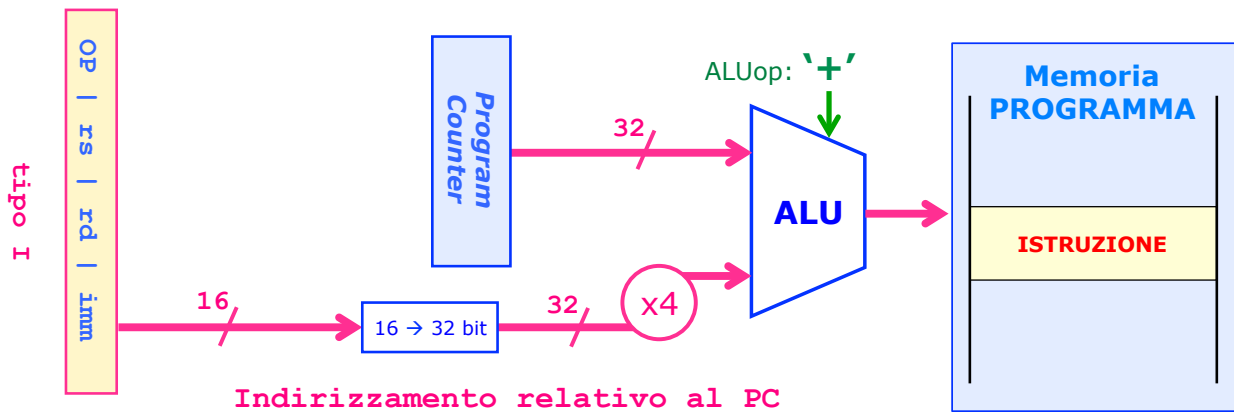 tipo I
OP | rs | rd | imm
Program
Counter
32
ALUop: ‘+’
ALU
Memoria
PROGRAMMA
ISTRUZIONE
16
16 → 32 bit
32
x4
Indirizzamento relativo al PC